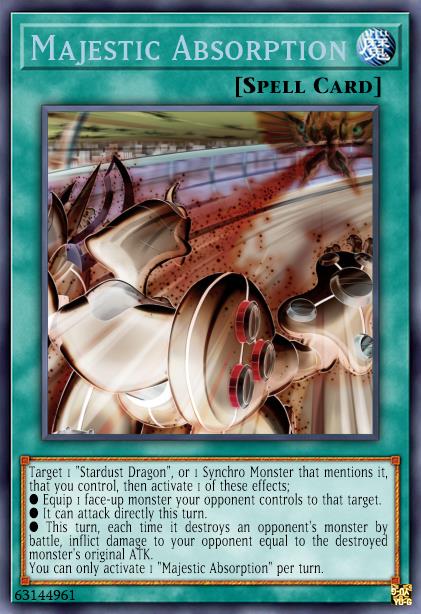 MAJESTIC ABSORPTION
魔
[SPELL CARD]
Target 1 "Stardust Dragon", or 1 Synchro Monster that mentions it,
that you control, then activate 1 of these effects;
● Equip 1 face-up monster your opponent controls to that target.
● It can attack directly this turn.
● This turn, each time it destroys an opponent's monster by
battle, inflict damage to your opponent equal to the destroyed
monster's original ATK.
You can only activate 1 "Majestic Absorption" per turn.
63144961